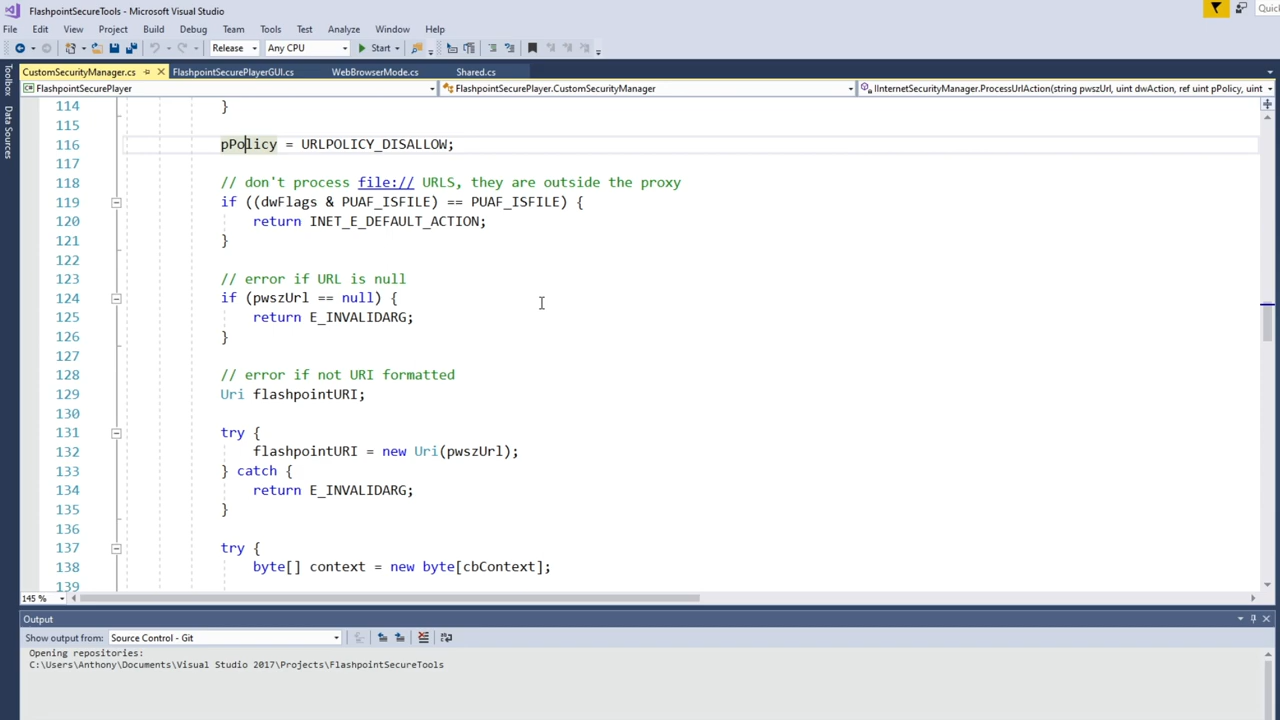 FlashpointSecureTools - Microsoft Visual Studio
Quic
File Edit View Project Build Debug Team Tools Test Analyze Window Help
Release Any CPU Start
CustomSecurityManager.cs FlashpointSecurePlayerGUI.cs WebBrowserMode.cs Shared.cs
FlashpointSecurePlayer FlashpointSecurePlayer.CustomSecurityManager IInternetSecurityManager.ProcessUrlAction(string pwszUrl, uint dwAction, ref uint pPolicy, uint
Toolbox
Data Sources
114 }
115
116 pPolicy = URLPOLICY_DISALLOW;
117
118 // don't process file:// URLS, they are outside the proxy
119 if ((dwFlags & PUAF_ISFILE) == PUAF_ISFILE) {
120 return INET_E_DEFAULT_ACTION;
121 }
122
123 // error if URL is null
124 if (pwszUrl == null) {
125 return E_INVALIDARG;
126 }
127
128 // error if not URI formatted
129 Uri flashpointURI;
130
131 try {
132 flashpointURI = new Uri(pwszUrl);
133 } catch {
134 return E_INVALIDARG;
135 }
136
137 try {
138 byte[] context = new byte[cbContext];
139
145 %
Output
Show output from: Source Control - Git
Opening repositories:
C:\Users\Anthony\Documents\Visual Studio 2017\Projects\FlashpointSecureTools